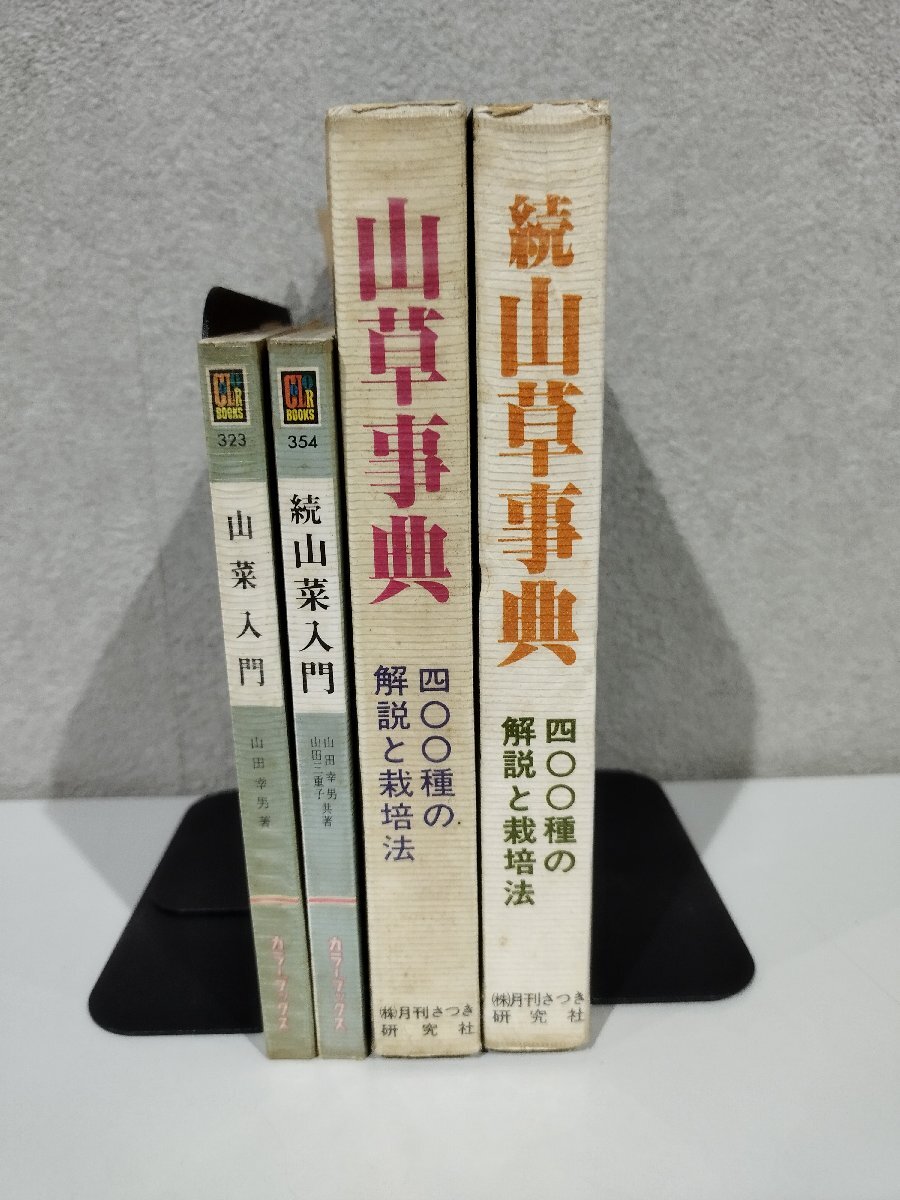 COLOR
BOOKS
323
山菜入門
山田幸男著
カラーブックス
COLOR
BOOKS
354
続山菜入門
山田幸男
山田三重子
共著
カラーブックス
山草事典
四〇〇種の
解説と栽培法
㈱月刊さつき
研究社
続山草事典
四〇〇種の
解説と栽培法
㈱月刊さつき
研究社